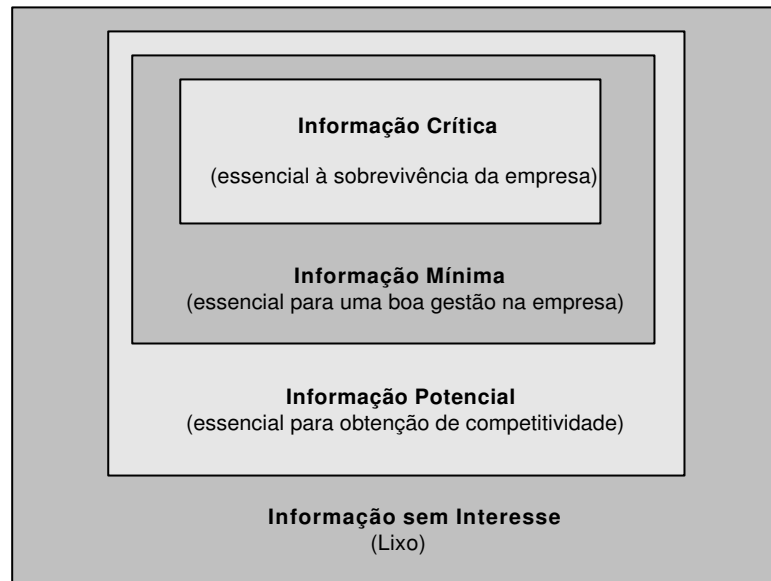 Informação Crítica
(essencial à sobrevivência da empresa)
Informação Mínima
(essencial para uma boa gestão na empresa)
Informação Potencial
(essencial para obtenção de competitividade)
Informação sem Interesse
(Lixo)